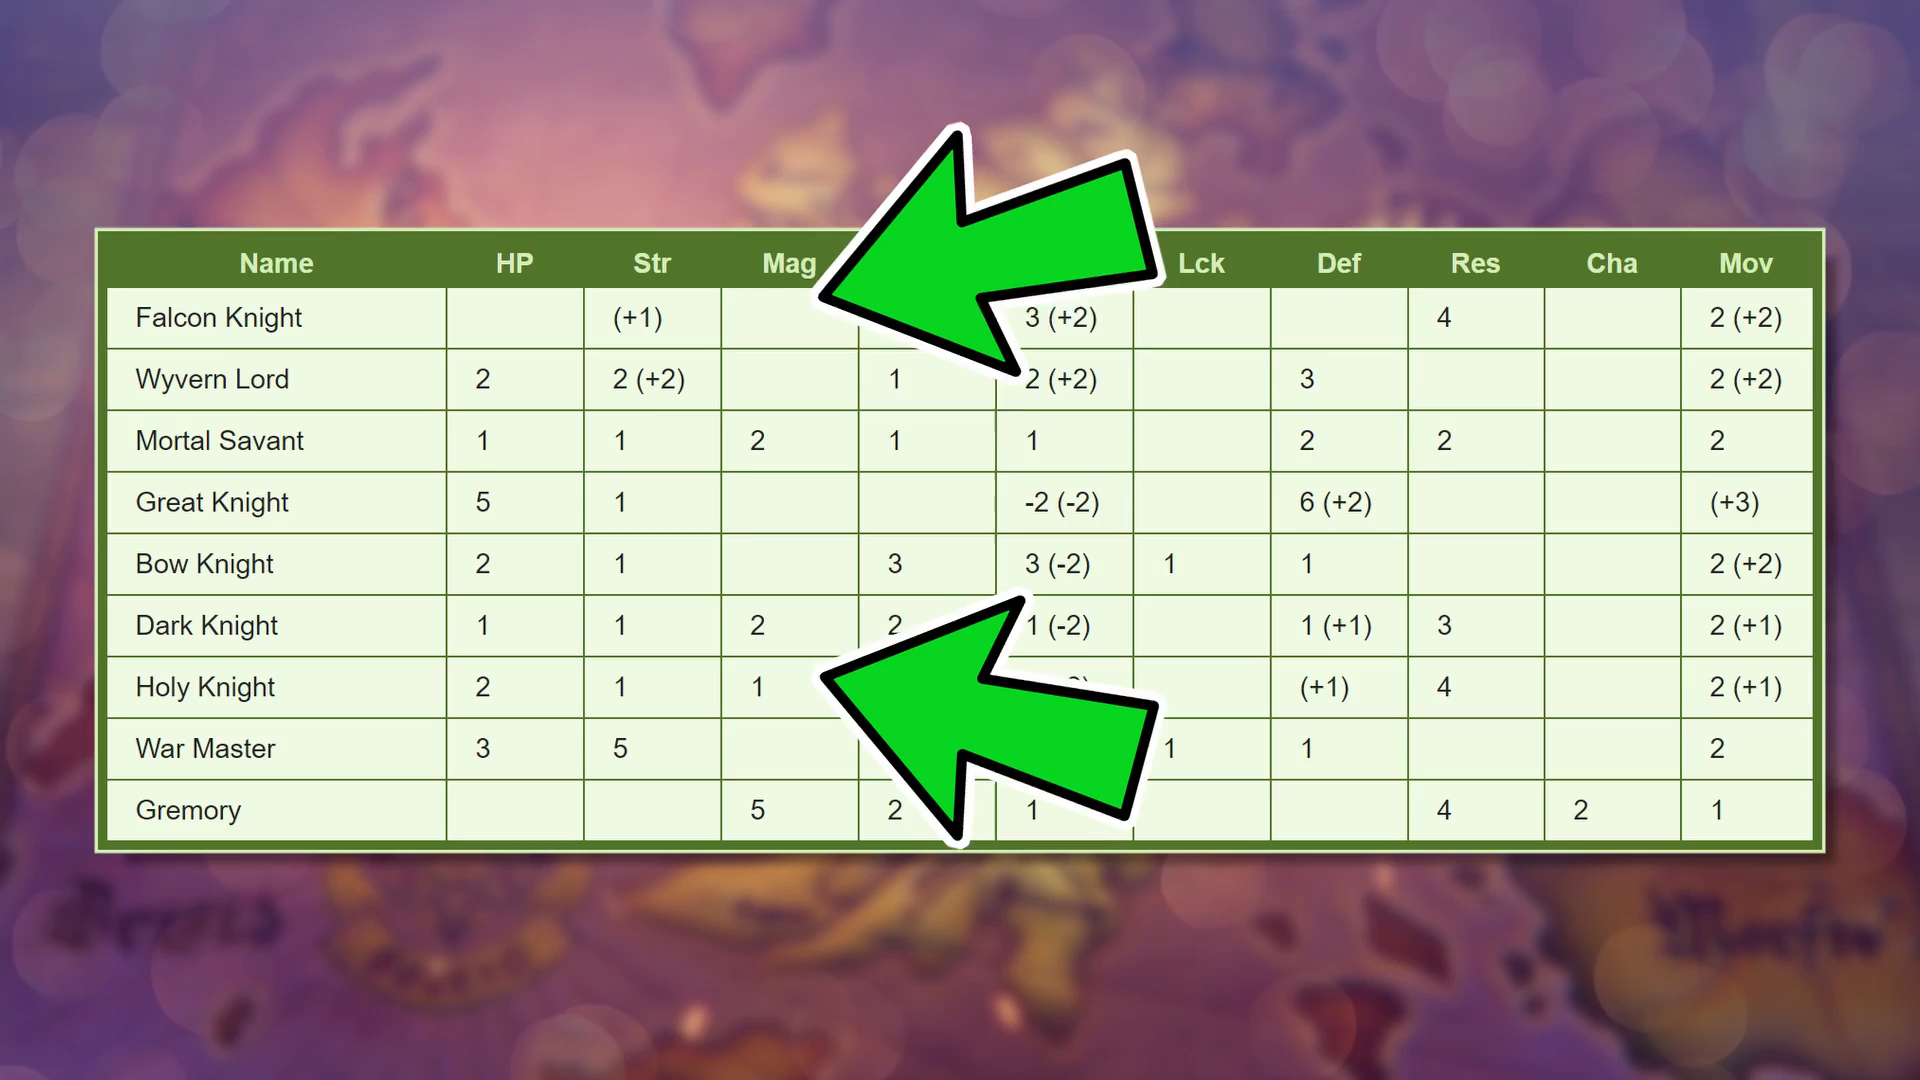 Name HP Str Mag Lck Def Res Cha Mov
Falcon Knight (+1) 3 (+2) 4 2 (+2)
Wyvern Lord 2 2 (+2) 1 2 (+2) 3 2 (+2)
Mortal Savant 1 1 2 1 1 2 2 2
Great Knight 5 1 -2 (-2) 6 (+2) (+3)
Bow Knight 2 1 3 3 (-2) 1 1 2 (+2)
Dark Knight 1 1 2 2 1 (-2) 1 (+1) 3 2 (+1)
Holy Knight 2 1 1 (+1) 4 2 (+1)
War Master 3 5 1 1 2
Gremory 5 2 1 4 2 1